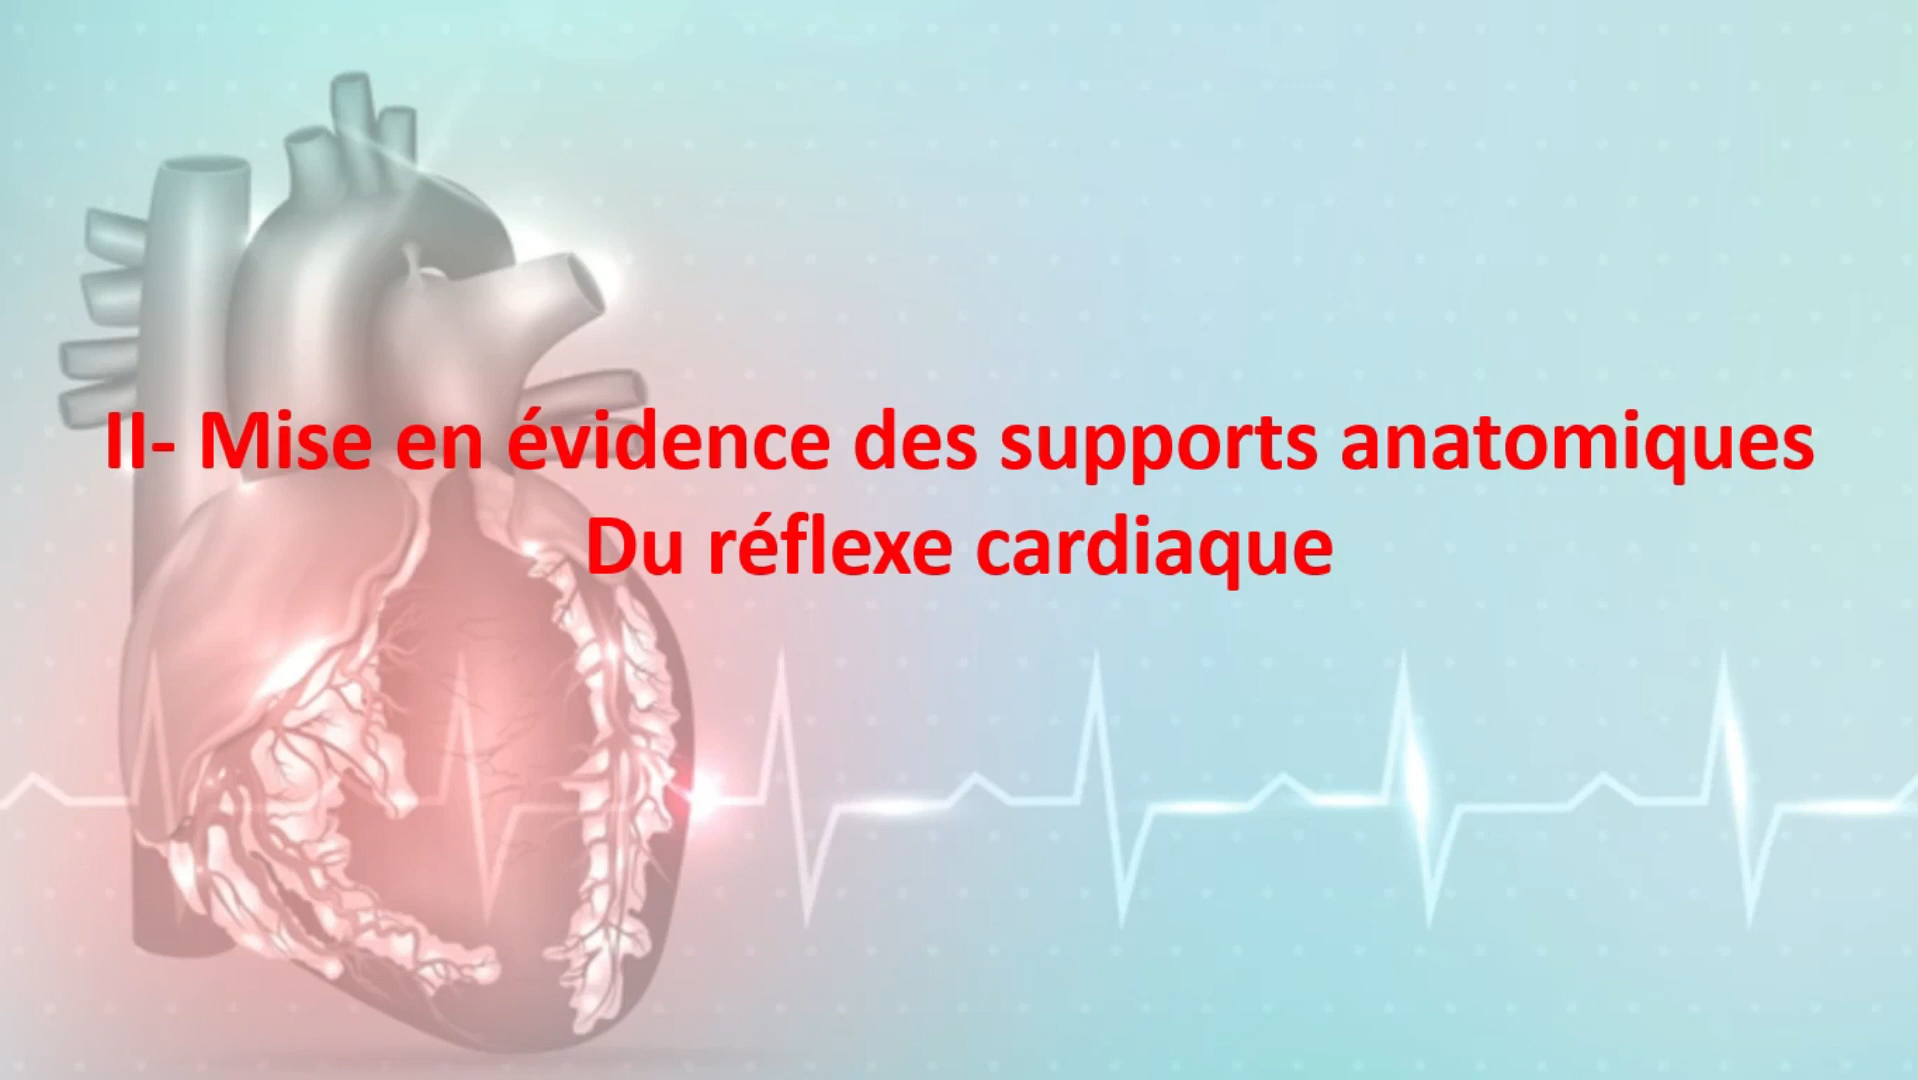 II- Mise en évidence des supports anatomiques
Du réflexe cardiaque